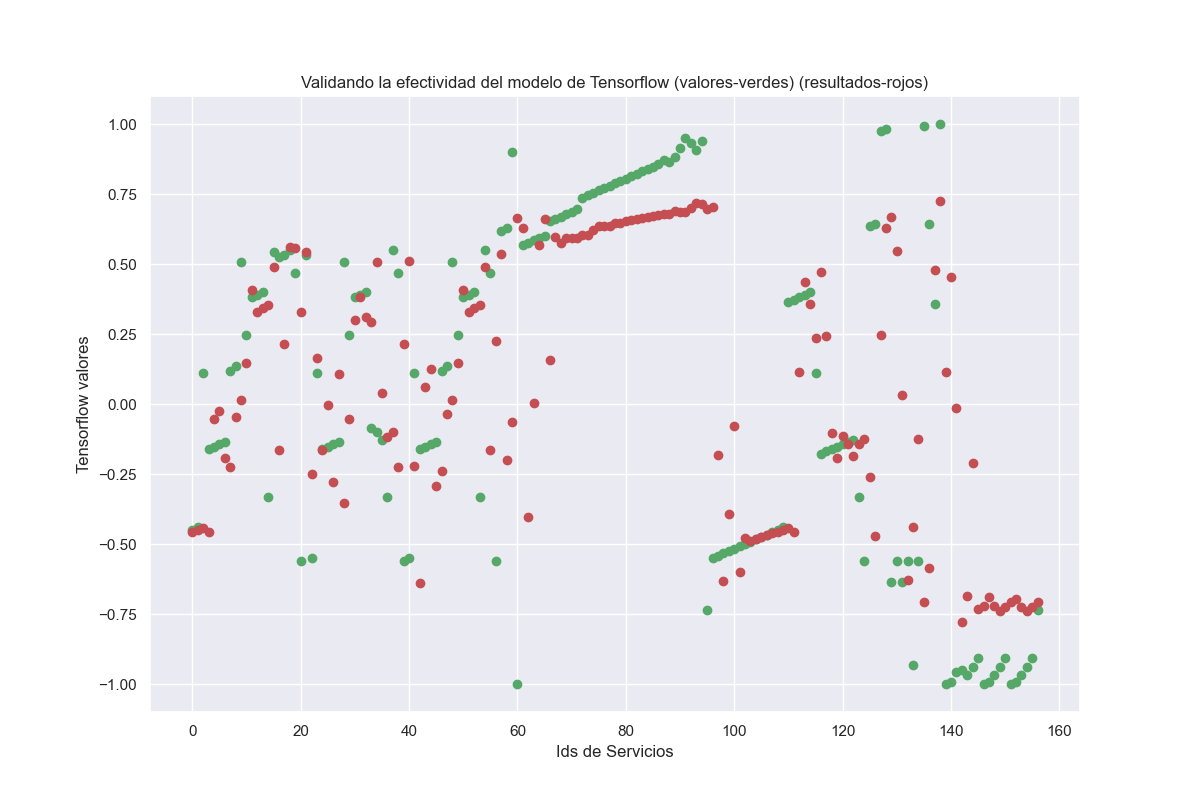 Validando la efectividad del modelo de Tensorflow (valores-verdes) (resultados-rojos)
Tensorflow valores
1.00
0.75
0.50
0.25
0.00
−0.25
−0.50
−0.75
−1.00
0 20 40 60 80 100 120 140 160
Ids de Servicios